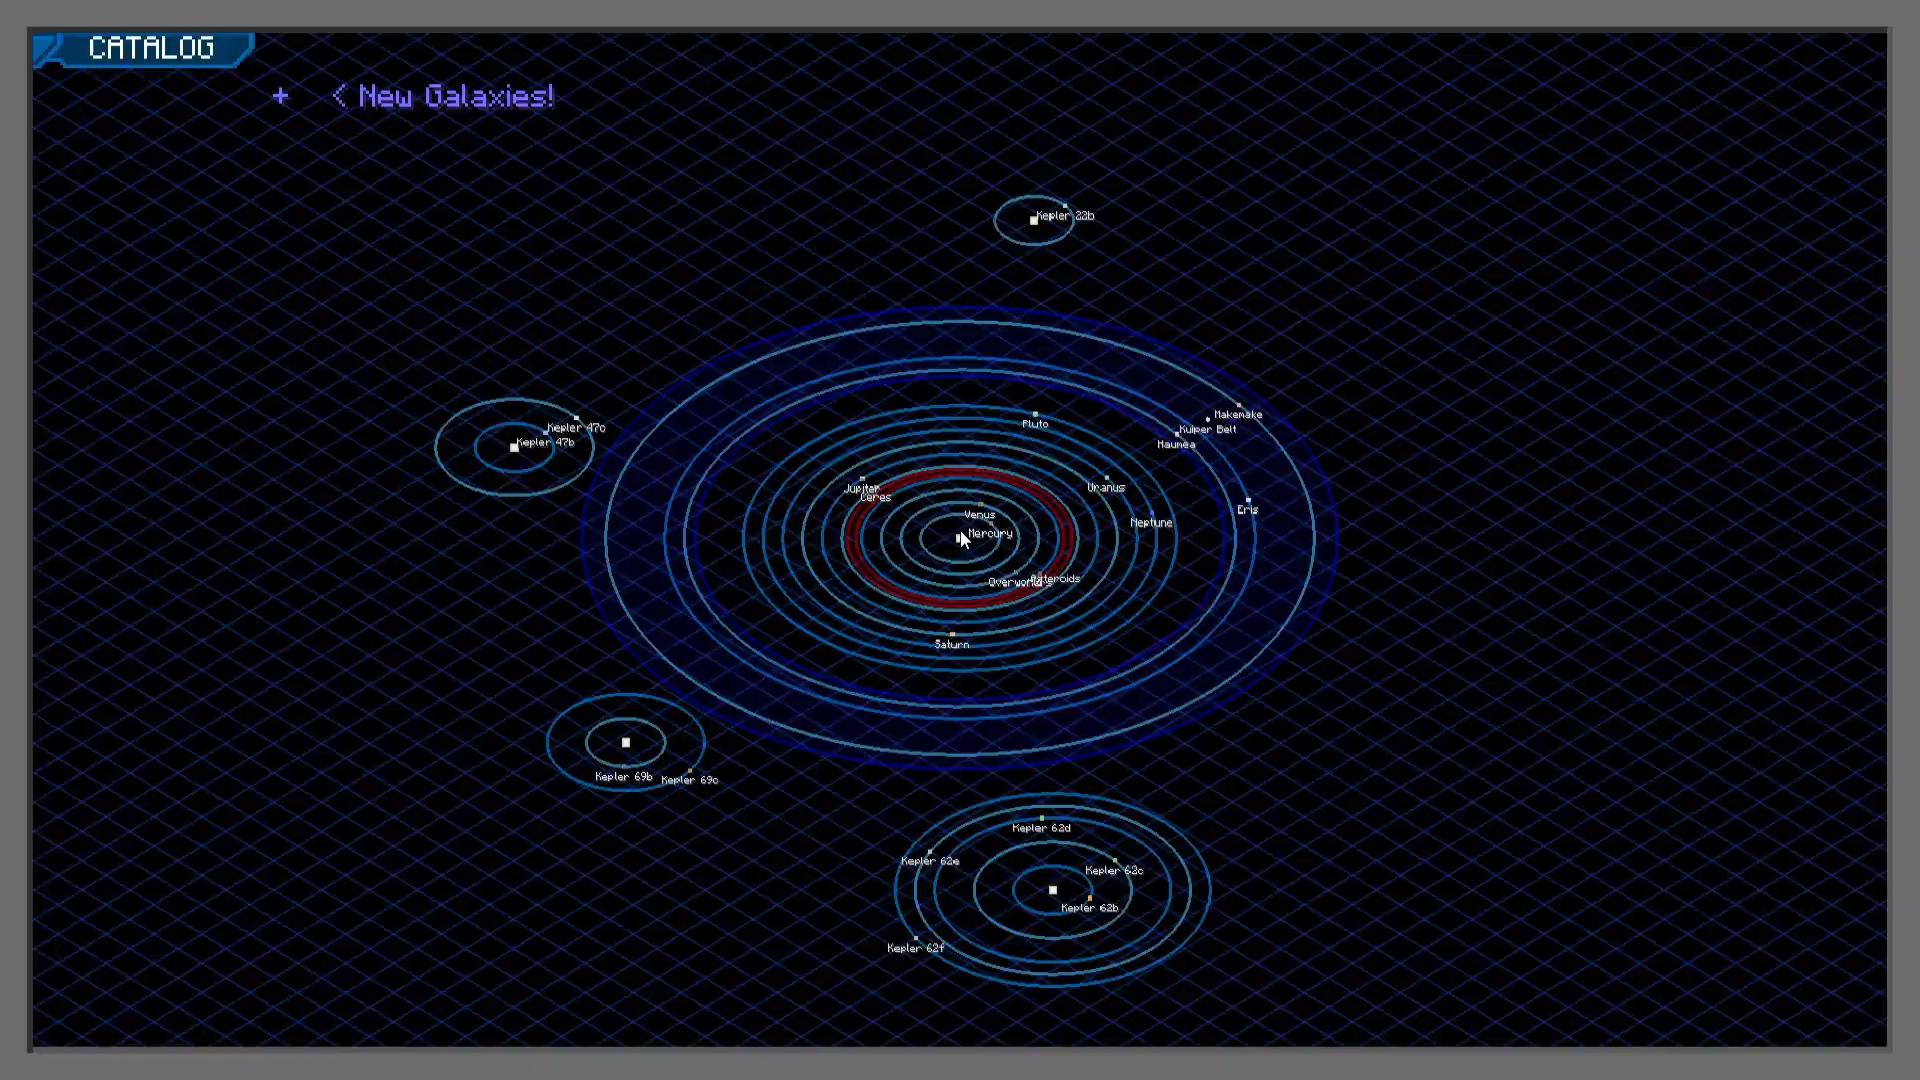 CATALOG
+ < New Galaxies!
Kepler 22b
Makemake
Pluto
Kuiper Belt
Kepler 47c
Kepler 47b
Haumea
Jupiter
Uranus
Ceres
Eris
Venus
Neptune
Mercury
Asteroids
Saturn
Kepler 69b
Kepler 69c
Kepler 62d
Kepler 62e
Kepler 62c
Kepler 62b
Kepler 62f